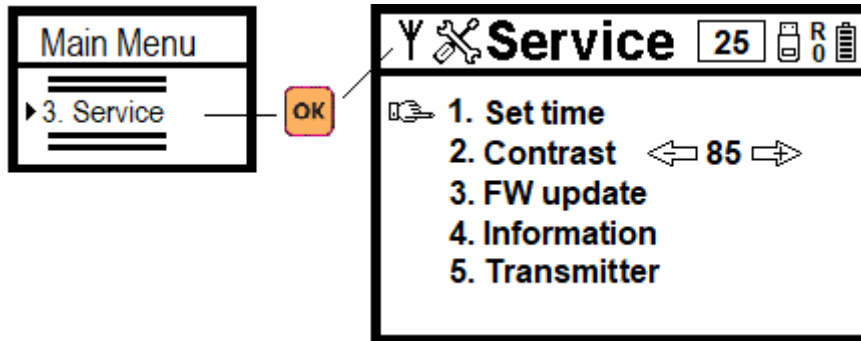 Main Menu
3. Service
OK
Service 25 R 0
1. Set time
2. Contrast 85
3. FW update
4. Information
5. Transmitter